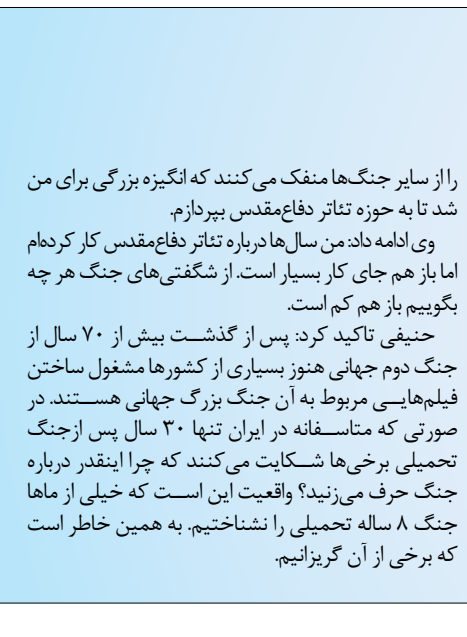 را از سایر جنگ‌ها منفک می‌کنند که انگیزه بزرگی برای من
شد تا به حوزه تئاتر دفاع‌مقدس بپردازم.
وی ادامه داد: من سال‌ها درباره تئاتر دفاع‌مقدس کار کرده‌ام
اما باز هم جای کار بسیار است. از شگفتی‌های جنگ هر چه
بگوییم باز هم کم است.
حنیفی تاکید کرد: پس از گذشت بیش از ۷۰ سال از
جنگ دوم جهانی هنوز بسیاری از کشورها مشغول ساختن
فیلم‌هایی مربوط به آن جنگ بزرگ جهانی هستند. در
صورتی که متاسفانه در ایران تنها ۳۰ سال پس ازجنگ
تحمیلی برخی‌ها شکایت می‌کنند که چرا اینقدر درباره
جنگ حرف می‌زنید؟ واقعیت این است که خیلی از ماها
جنگ ۸ ساله تحمیلی را نشناختیم. به همین خاطر است
که برخی از آن گریزانیم.